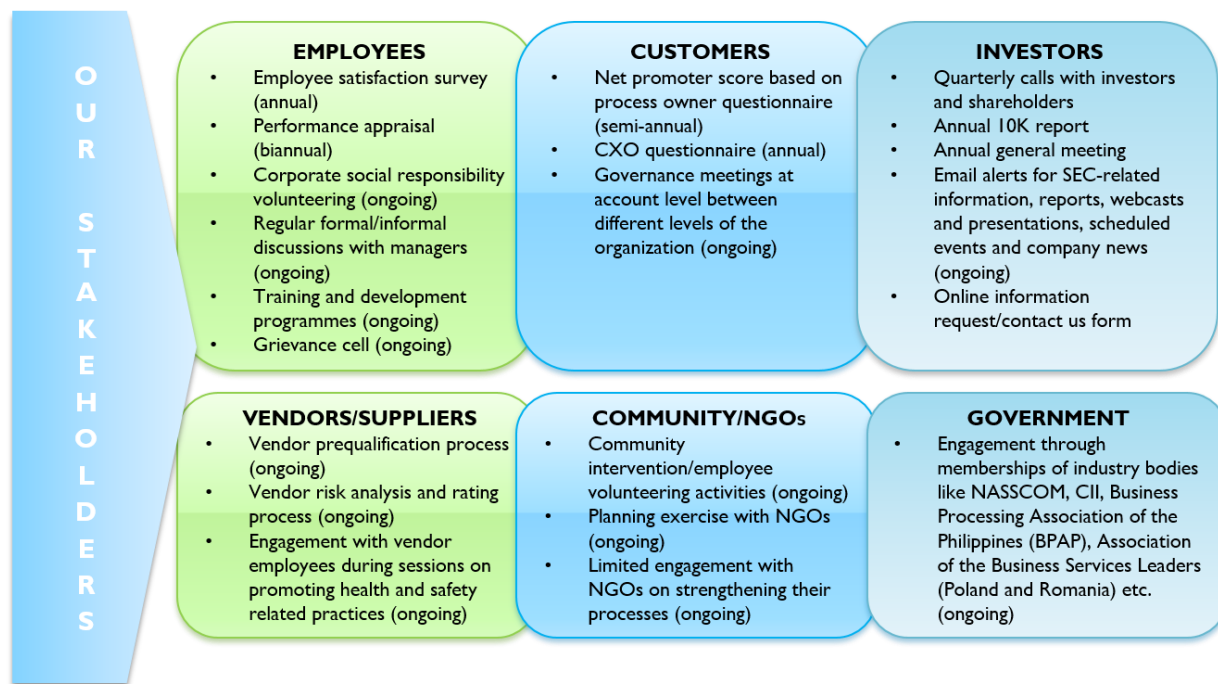 OUR STAKEHOLDERS
EMPLOYEES
• Employee satisfaction survey
(annual)
• Performance appraisal
(biannual)
• Corporate social responsibility
volunteering (ongoing)
• Regular formal/informal
discussions with managers
(ongoing)
• Training and development
programmes (ongoing)
• Grievance cell (ongoing)
CUSTOMERS
• Net promoter score based on
process owner questionnaire
(semi-annual)
• CXO questionnaire (annual)
• Governance meetings at
account level between
different levels of the
organization (ongoing)
INVESTORS
• Quarterly calls with investors
and shareholders
• Annual 10K report
• Annual general meeting
• Email alerts for SEC-related
information, reports, webcasts
and presentations, scheduled
events and company news
(ongoing)
• Online information
request/contact us form
VENDORS/SUPPLIERS
• Vendor prequalification process
(ongoing)
• Vendor risk analysis and rating
process (ongoing)
• Engagement with vendor
employees during sessions on
promoting health and safety
related practices (ongoing)
COMMUNITY/NGOs
• Community
intervention/employee
volunteering activities (ongoing)
• Planning exercise with NGOs
(ongoing)
• Limited engagement with
NGOs on strengthening their
processes (ongoing)
GOVERNMENT
• Engagement through
memberships of industry bodies
like NASSCOM, CII, Business
Processing Association of the
Philippines (BPAP), Association
of the Business Services Leaders
(Poland and Romania) etc.
(ongoing)